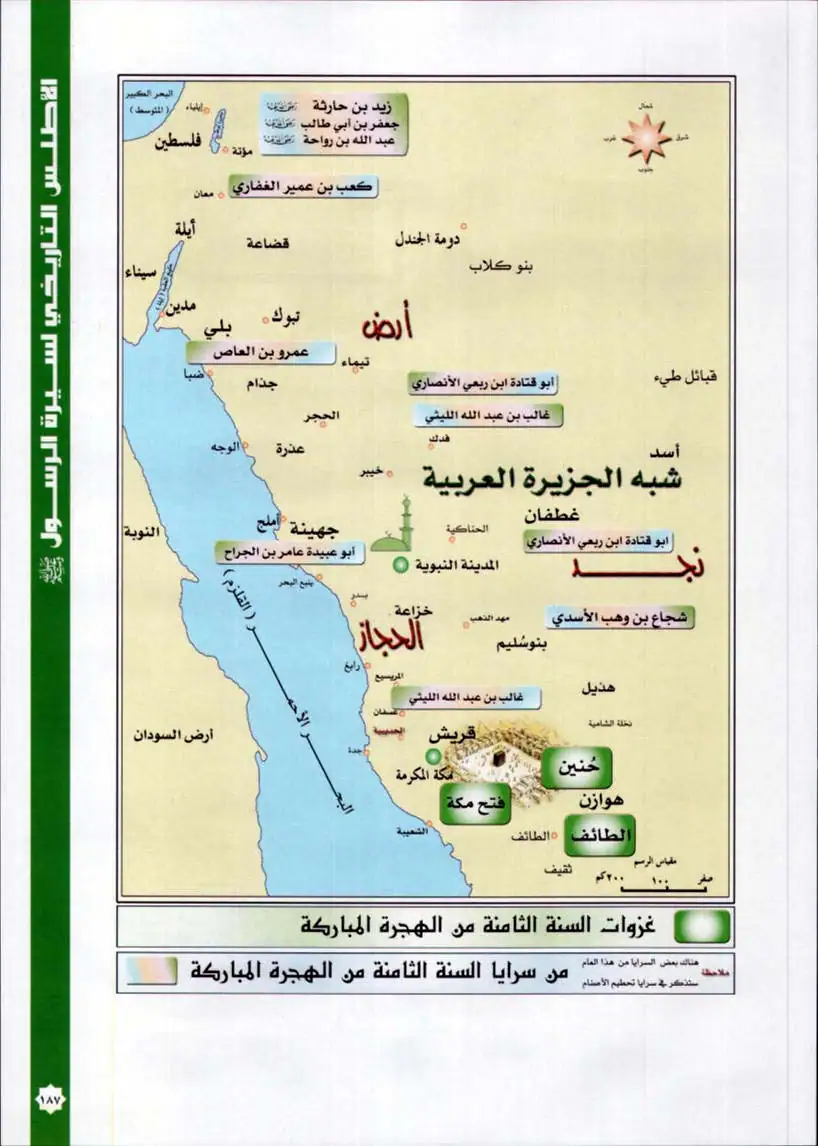 الأطلس التاريخي لسيرة الرسول ﷺ
البحر الكبير
(المتوسط)
إيلياء
فلسطين
مؤتة
زيد بن حارثة
جعفر بن أبي طالب
عبد الله بن رواحة
شمال
شرق
غرب
جنوب
كعب بن عمير الغفاري
معان
أيلة
قضاعة
دومة الجندل
بنو كلاب
سيناء
مدين
تبوك
بلي
أرض
عمرو بن العاص
تيماء
ضبا
جذام
أبو قتادة ابن ربعي الأنصاري
قبائل طيء
غالب بن عبد الله الليثي
الحجر
فدك
الوجه
عذرة
أسد
خيبر
شبه الجزيرة العربية
غطفان
أملج
جهينة
النوبة
الحناكية
أبو قتادة ابن ربعي الأنصاري
أبو عبيدة عامر بن الجراح
المدينة النبوية
نجد
ينبع البحر
بدر
خزاعة
مهد الذهب
شجاع بن وهب الأسدي
الحجاز
بنوسُليم
رابغ
المريسيع
هذيل
غالب بن عبد الله الليثي
عسفان
نخلة الشامية
الحديبية
قريش
أرض السودان
البحر الأحمر (القلزم)
جدة
مكة المكرمة
حُنين
فتح مكة
هوازن
الشعيبة
الطائف
الطائف
ثقيف
مقياس الرسم
صفر ١٠٠ ٢٠٠كم
غزوات السنة الثامنة من الهجرة المباركة
من سرايا السنة الثامنة من الهجرة المباركة
ملاحظة
هناك بعض السرايا من هذا العام
ستذكر في سرايا تحطيم الأصنام
١٨٧